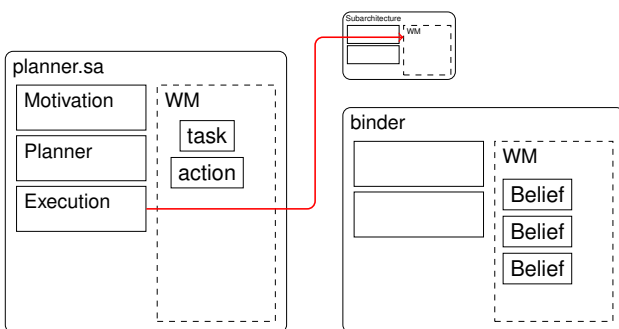 Subarchitecture
WM
planner.sa
Motivation
Planner
Execution
WM
task
action
binder
WM
Belief
Belief
Belief